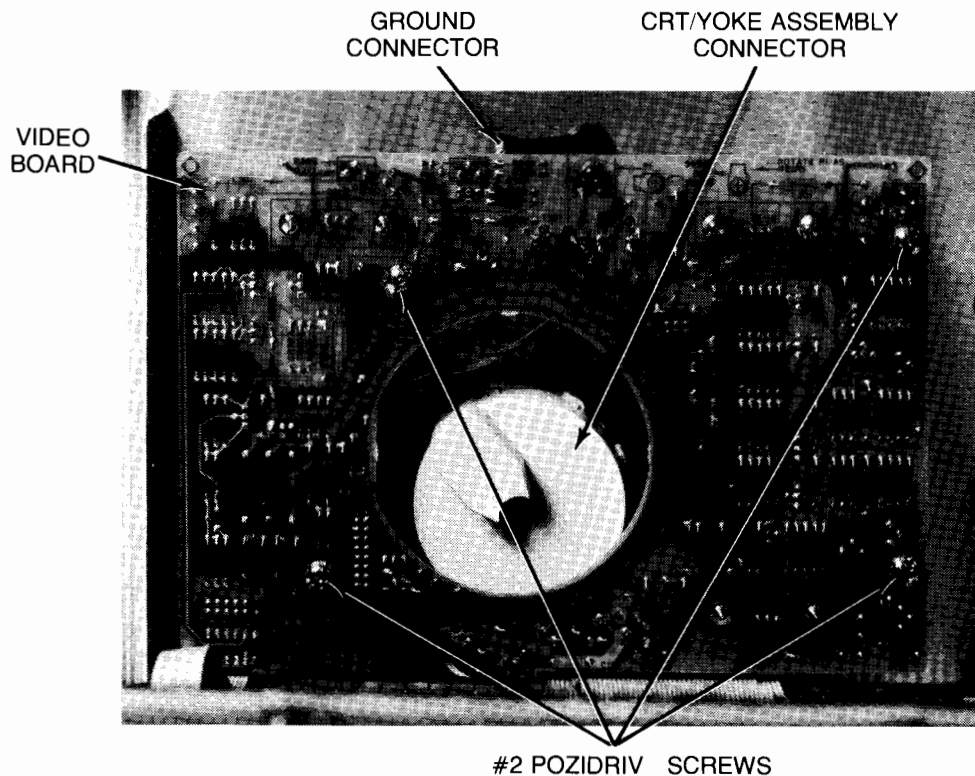 GROUND
CONNECTOR
CRT/YOKE ASSEMBLY
CONNECTOR
VIDEO
BOARD
#2 POZIDRIV SCREWS